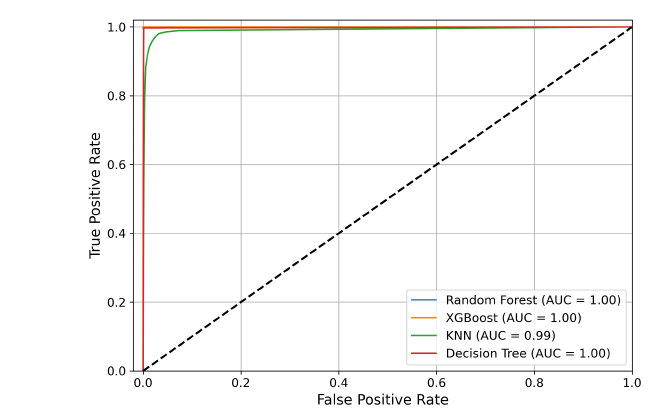 1.0
0.8
0.6
0.4
0.2
0.0
True Positive Rate
Random Forest (AUC = 1.00)
XGBoost (AUC = 1.00)
KNN (AUC = 0.99)
Decision Tree (AUC = 1.00)
0.0 0.2 0.4 0.6 0.8 1.0
False Positive Rate